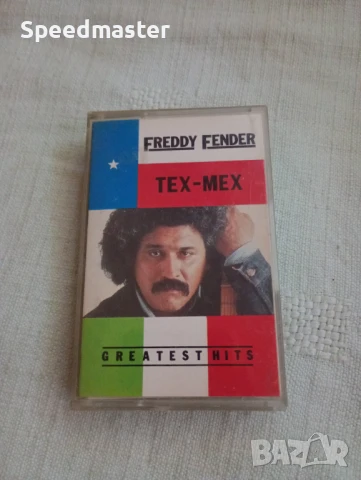 Speedmaster
FREDDY FENDER
TEX-MEX
GREATEST HITS
BAZAR